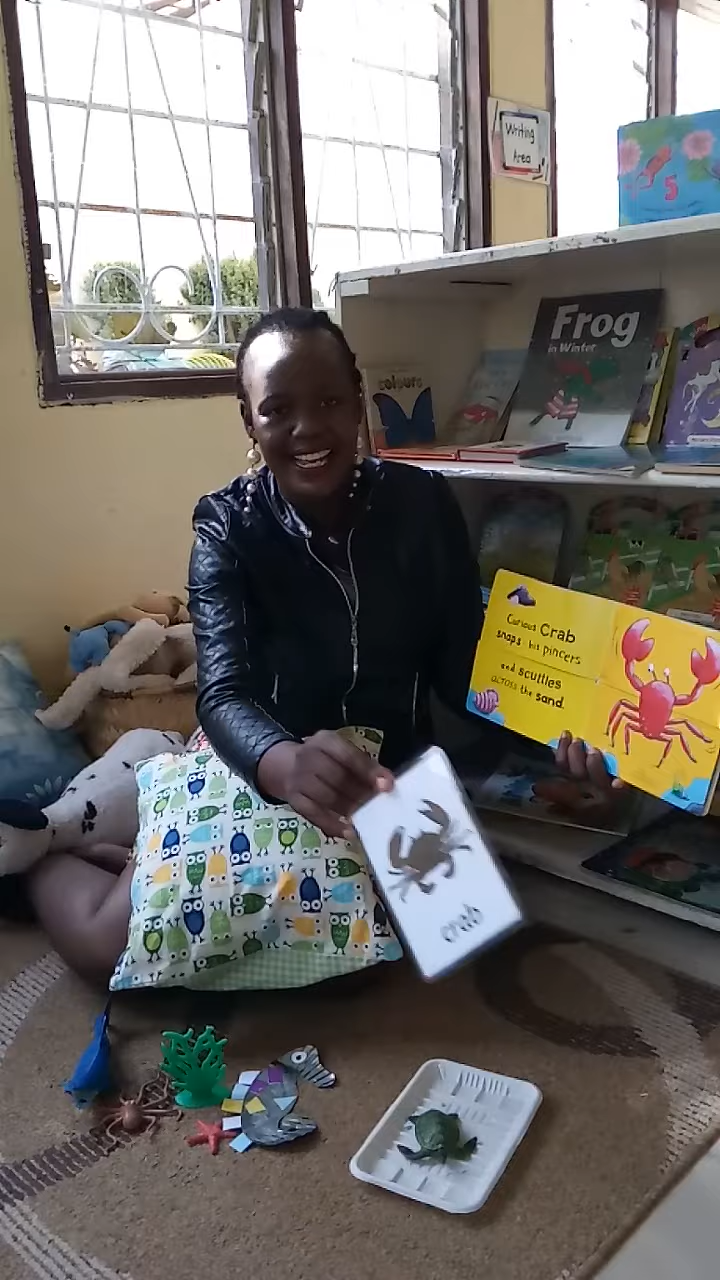 Writing
Area
5
Frog
in Winter
colours
Curious Crab
snaps his pincers
and scuttles
across the sand.
crab